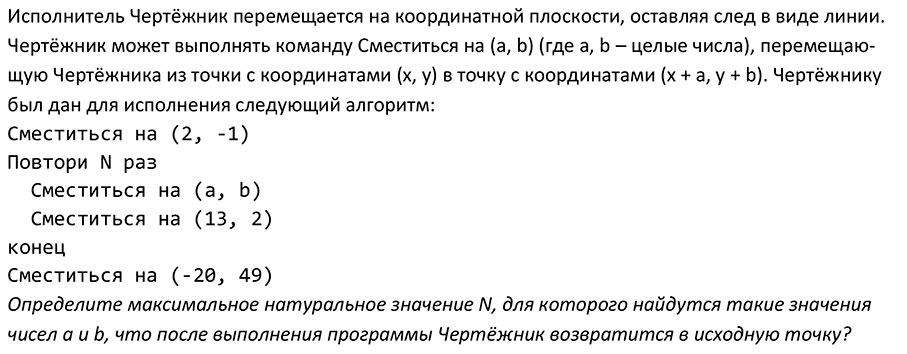 Исполнитель Чертёжник перемещается на координатной плоскости, оставляя след в виде линии.
Чертёжник может выполнять команду Сместиться на (a, b) (где a, b – целые числа), перемещаю-
щую Чертёжника из точки с координатами (x, y) в точку с координатами (x + a, y + b). Чертёжнику
был дан для исполнения следующий алгоритм:
Сместиться на (2, -1)
Повтори N раз
  Сместиться на (a, b)
  Сместиться на (13, 2)
конец
Сместиться на (-20, 49)
Определите максимальное натуральное значение N, для которого найдутся такие значения
чисел a и b, что после выполнения программы Чертёжник возвратится в исходную точку?